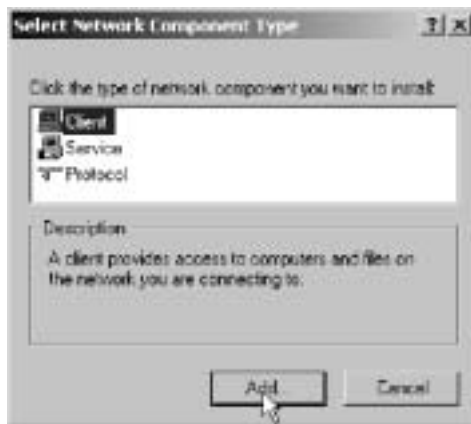 Select Network Component Type
Click the type of network component you want to install:
Client
Service
Protocol
Description
A client provides access to computers and files on
the network you are connecting to.
Add...
Cancel